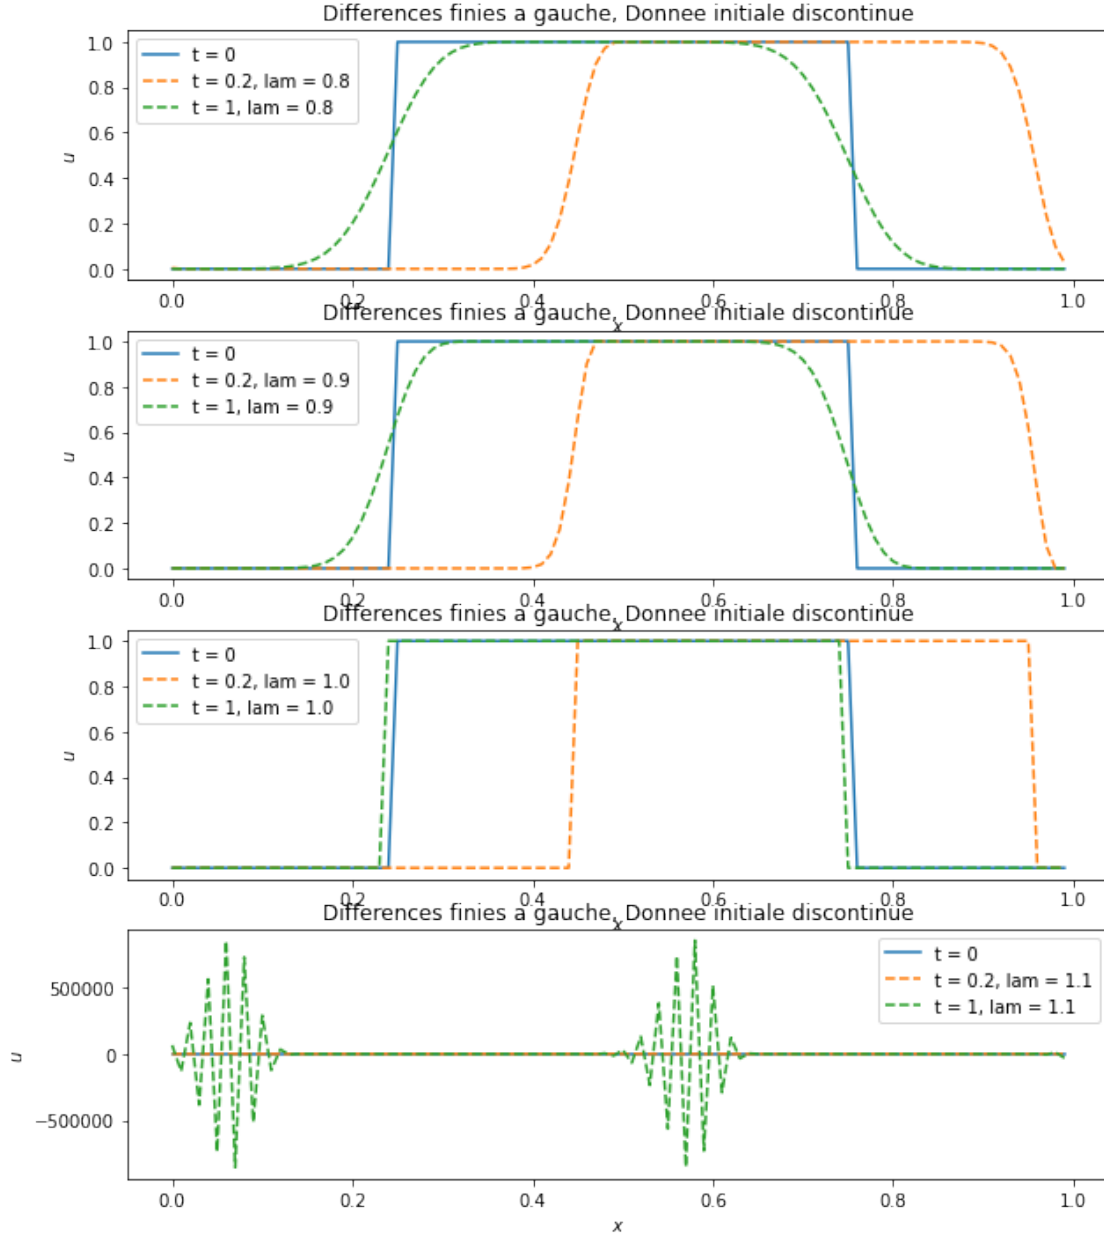 Differences finies a gauche, Donnee initiale discontinue
1.0
0.8
0.6
0.4
0.2
0.0
u
t = 0
t = 0.2, lam = 0.8
t = 1, lam = 0.8
0.0 0.2 0.4 0.6 0.8 1.0
x
Differences finies a gauche, Donnee initiale discontinue
1.0
0.8
0.6
0.4
0.2
0.0
u
t = 0
t = 0.2, lam = 0.9
t = 1, lam = 0.9
0.0 0.2 0.4 0.6 0.8 1.0
x
Differences finies a gauche, Donnee initiale discontinue
1.0
0.8
0.6
0.4
0.2
0.0
u
t = 0
t = 0.2, lam = 1.0
t = 1, lam = 1.0
0.0 0.2 0.4 0.6 0.8 1.0
x
Differences finies a gauche, Donnee initiale discontinue
500000
0
−500000
u
t = 0
t = 0.2, lam = 1.1
t = 1, lam = 1.1
0.0 0.2 0.4 0.6 0.8 1.0
x